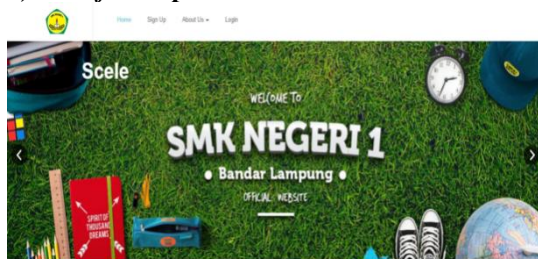 Home Sign Up About Us Login
Scele
WELCOME TO
SMK NEGERI 1
Bandar Lampung
OFFICIAL WEBSITE
SPIRIT OF
THOUSAND
DREAMS